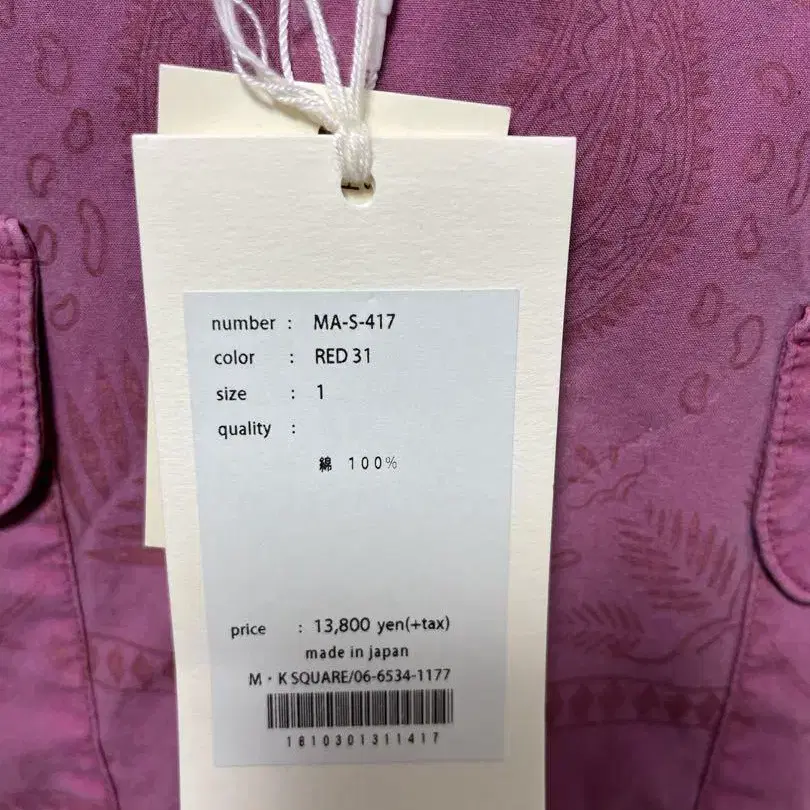 number : MA-S-417
color : RED 31
size : 1
quality :
綿 100%
price : 13,800 yen(+tax)
made in japan
M・K SQUARE/06-6534-1177
1810301311417